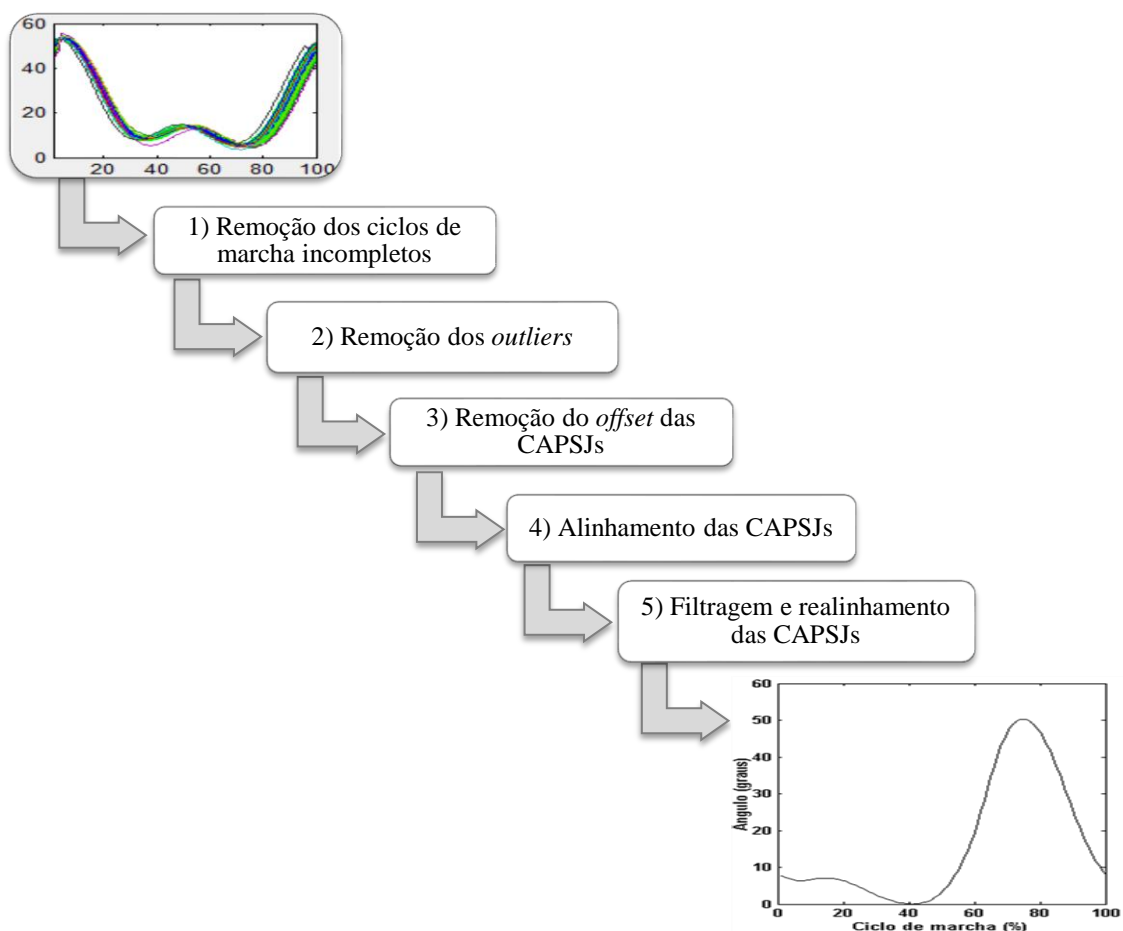 60
40
20
0
20 40 60 80 100
1) Remoção dos ciclos de
marcha incompletos
2) Remoção dos outliers
3) Remoção do offset das
CAPSJs
4) Alinhamento das CAPSJs
5) Filtragem e realinhamento
das CAPSJs
60
50
40
30
20
10
0
Ângulo (graus)
0 20 40 60 80 100
Ciclo de marcha (%)